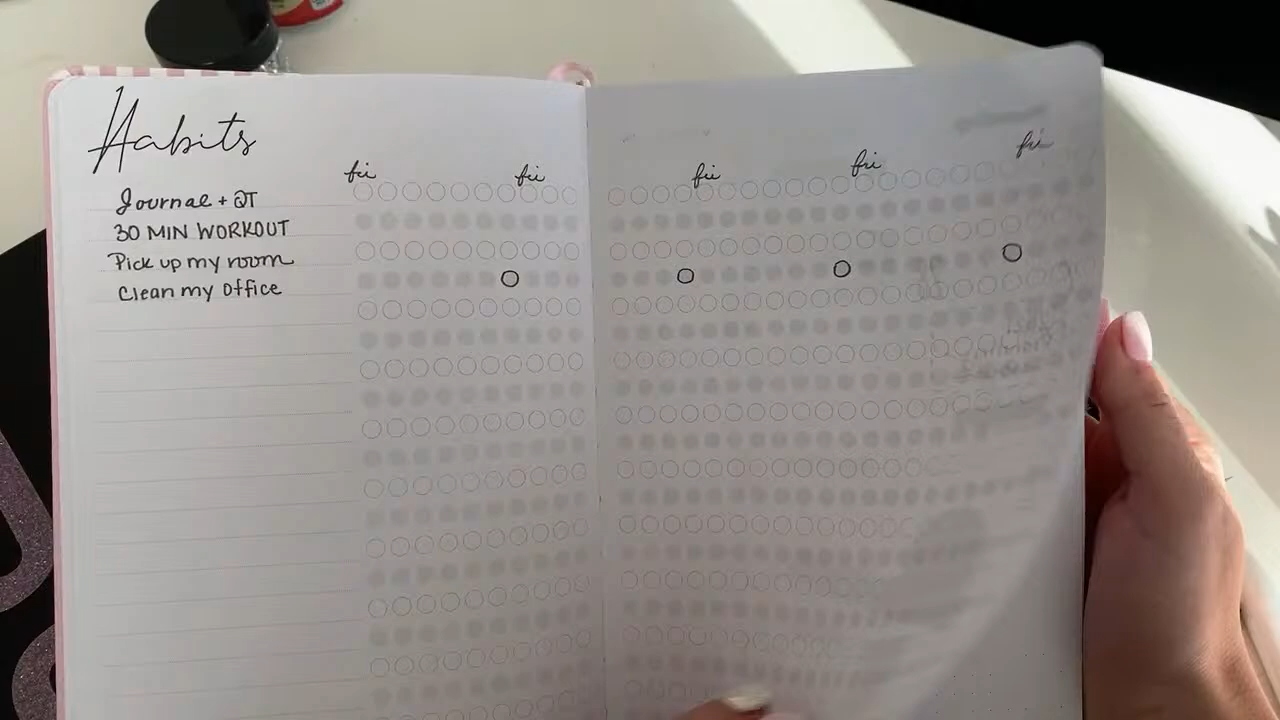 Habits
fri fri fri fri fri
Journal + QT
30 MIN WORKOUT
Pick up my room
Clean my office